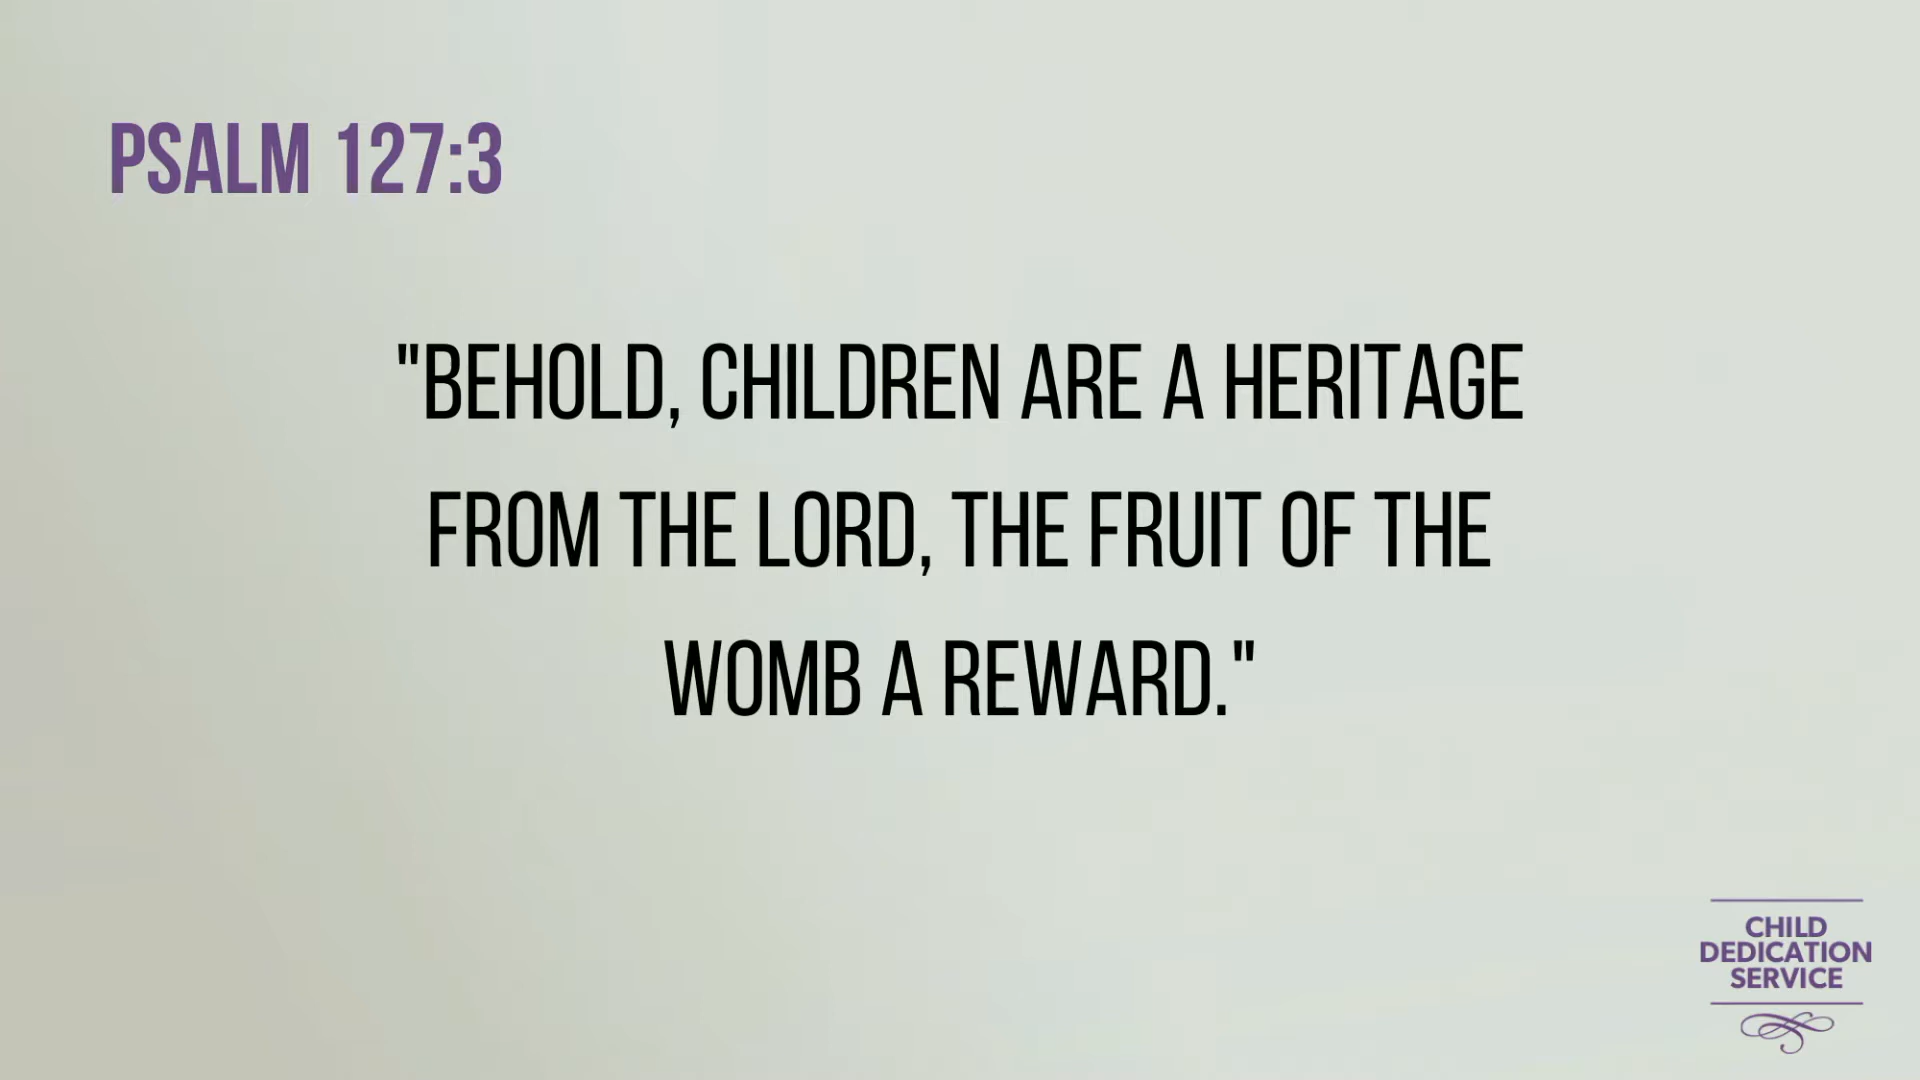 PSALM 127:3
"BEHOLD, CHILDREN ARE A HERITAGE
FROM THE LORD, THE FRUIT OF THE
WOMB A REWARD."
CHILD
DEDICATION
SERVICE